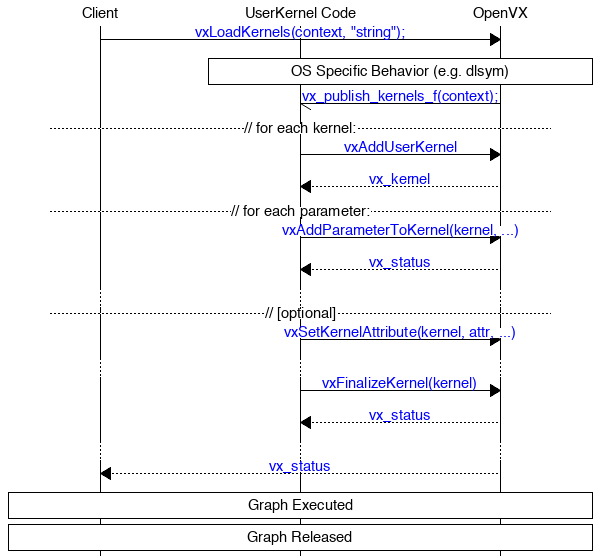 Client UserKernel Code OpenVX
vxLoadKernels(context, "string");
OS Specific Behavior (e.g. dlsym)
vx_publish_kernels_f(context);
// for each kernel:
vxAddUserKernel
vx_kernel
// for each parameter:
vxAddParameterToKernel(kernel, ...)
vx_status
// [optional]
vxSetKernelAttribute(kernel, attr, ...)
vxFinalizeKernel(kernel)
vx_status
vx_status
Graph Executed
Graph Released